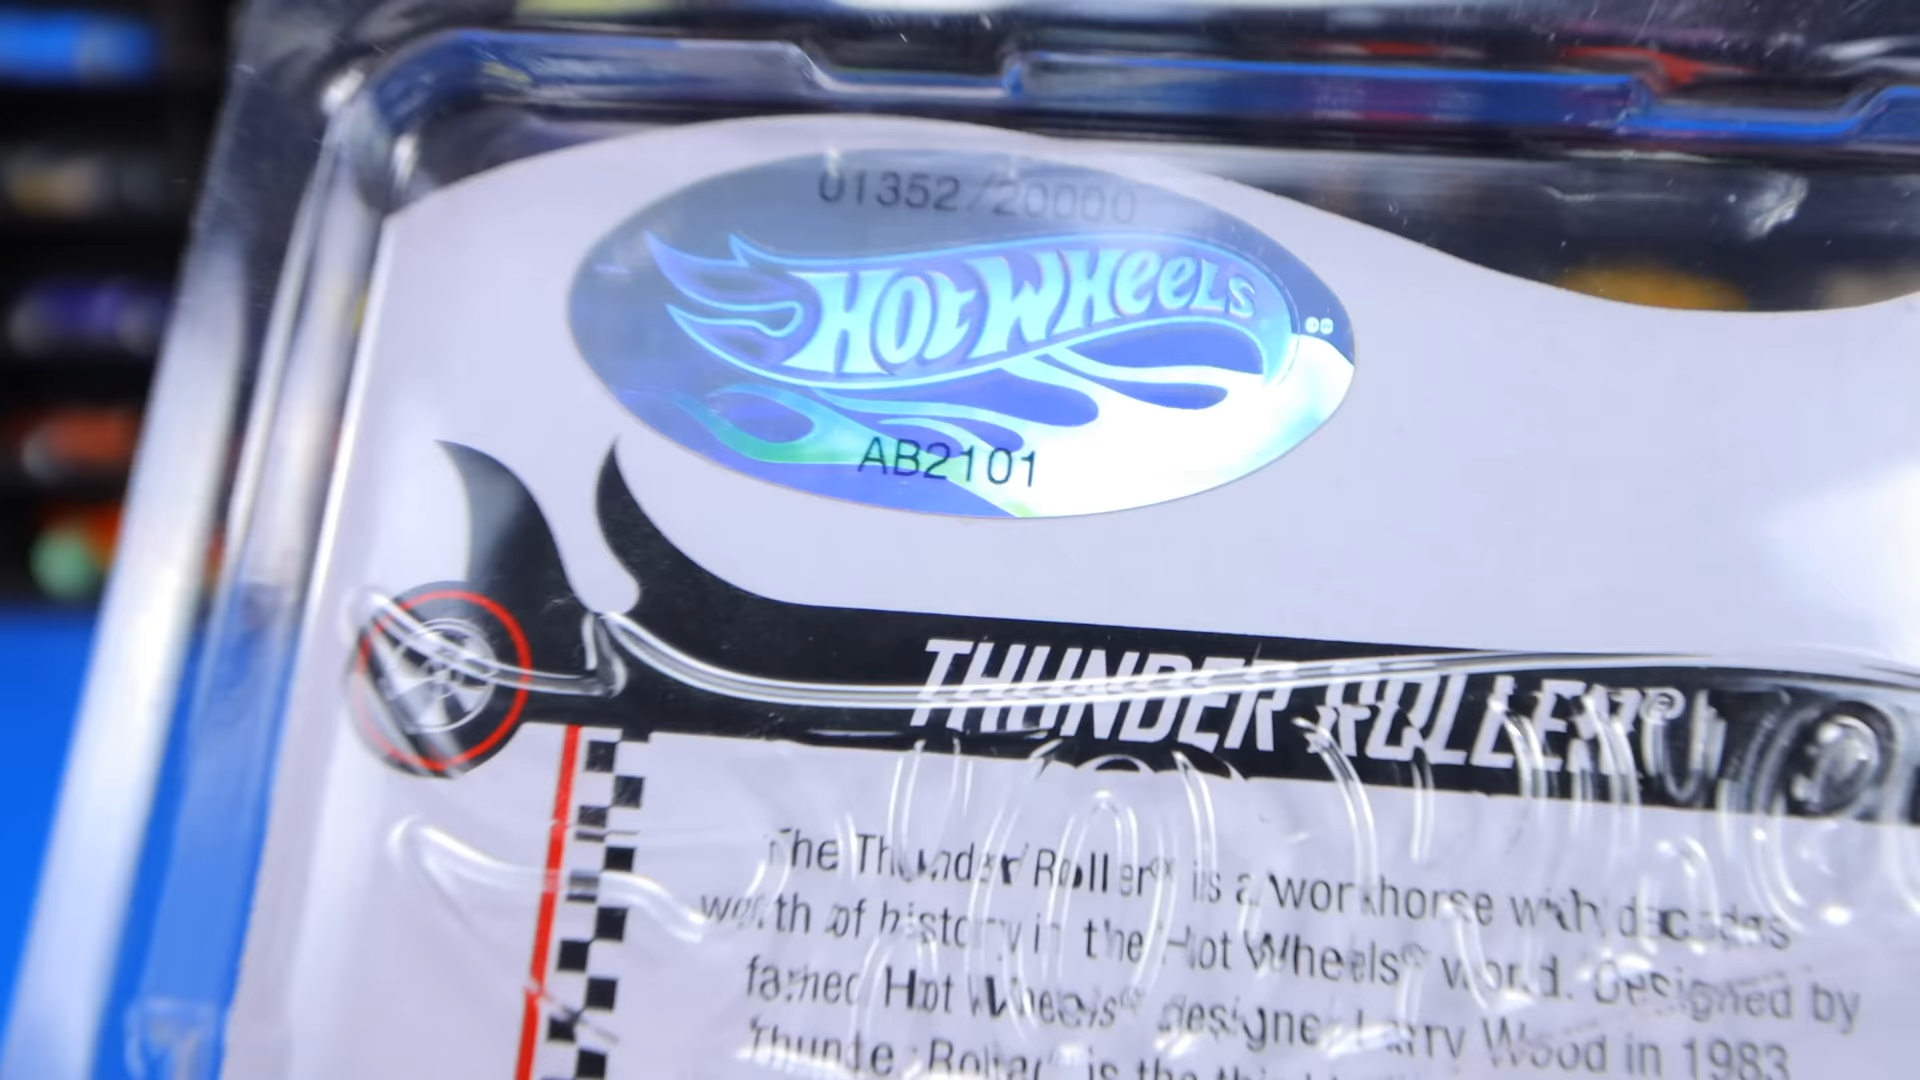 01352/20000
HOT WHEELS
AB2101
THUNDER ROLLER®
The Thunder Roller® is a workhorse with decades
worth of history in the Hot Wheels® world. Designed by
famed Hot Wheels® designer Larry Wood in 1983
Thunder Roller® is the